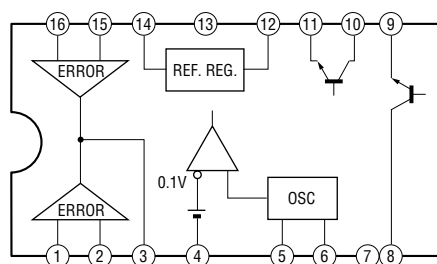 16 15 14 13 12 11 10 9
ERROR
REF. REG.
0.1V
ERROR
OSC
1 2 3 4 5 6 7 8